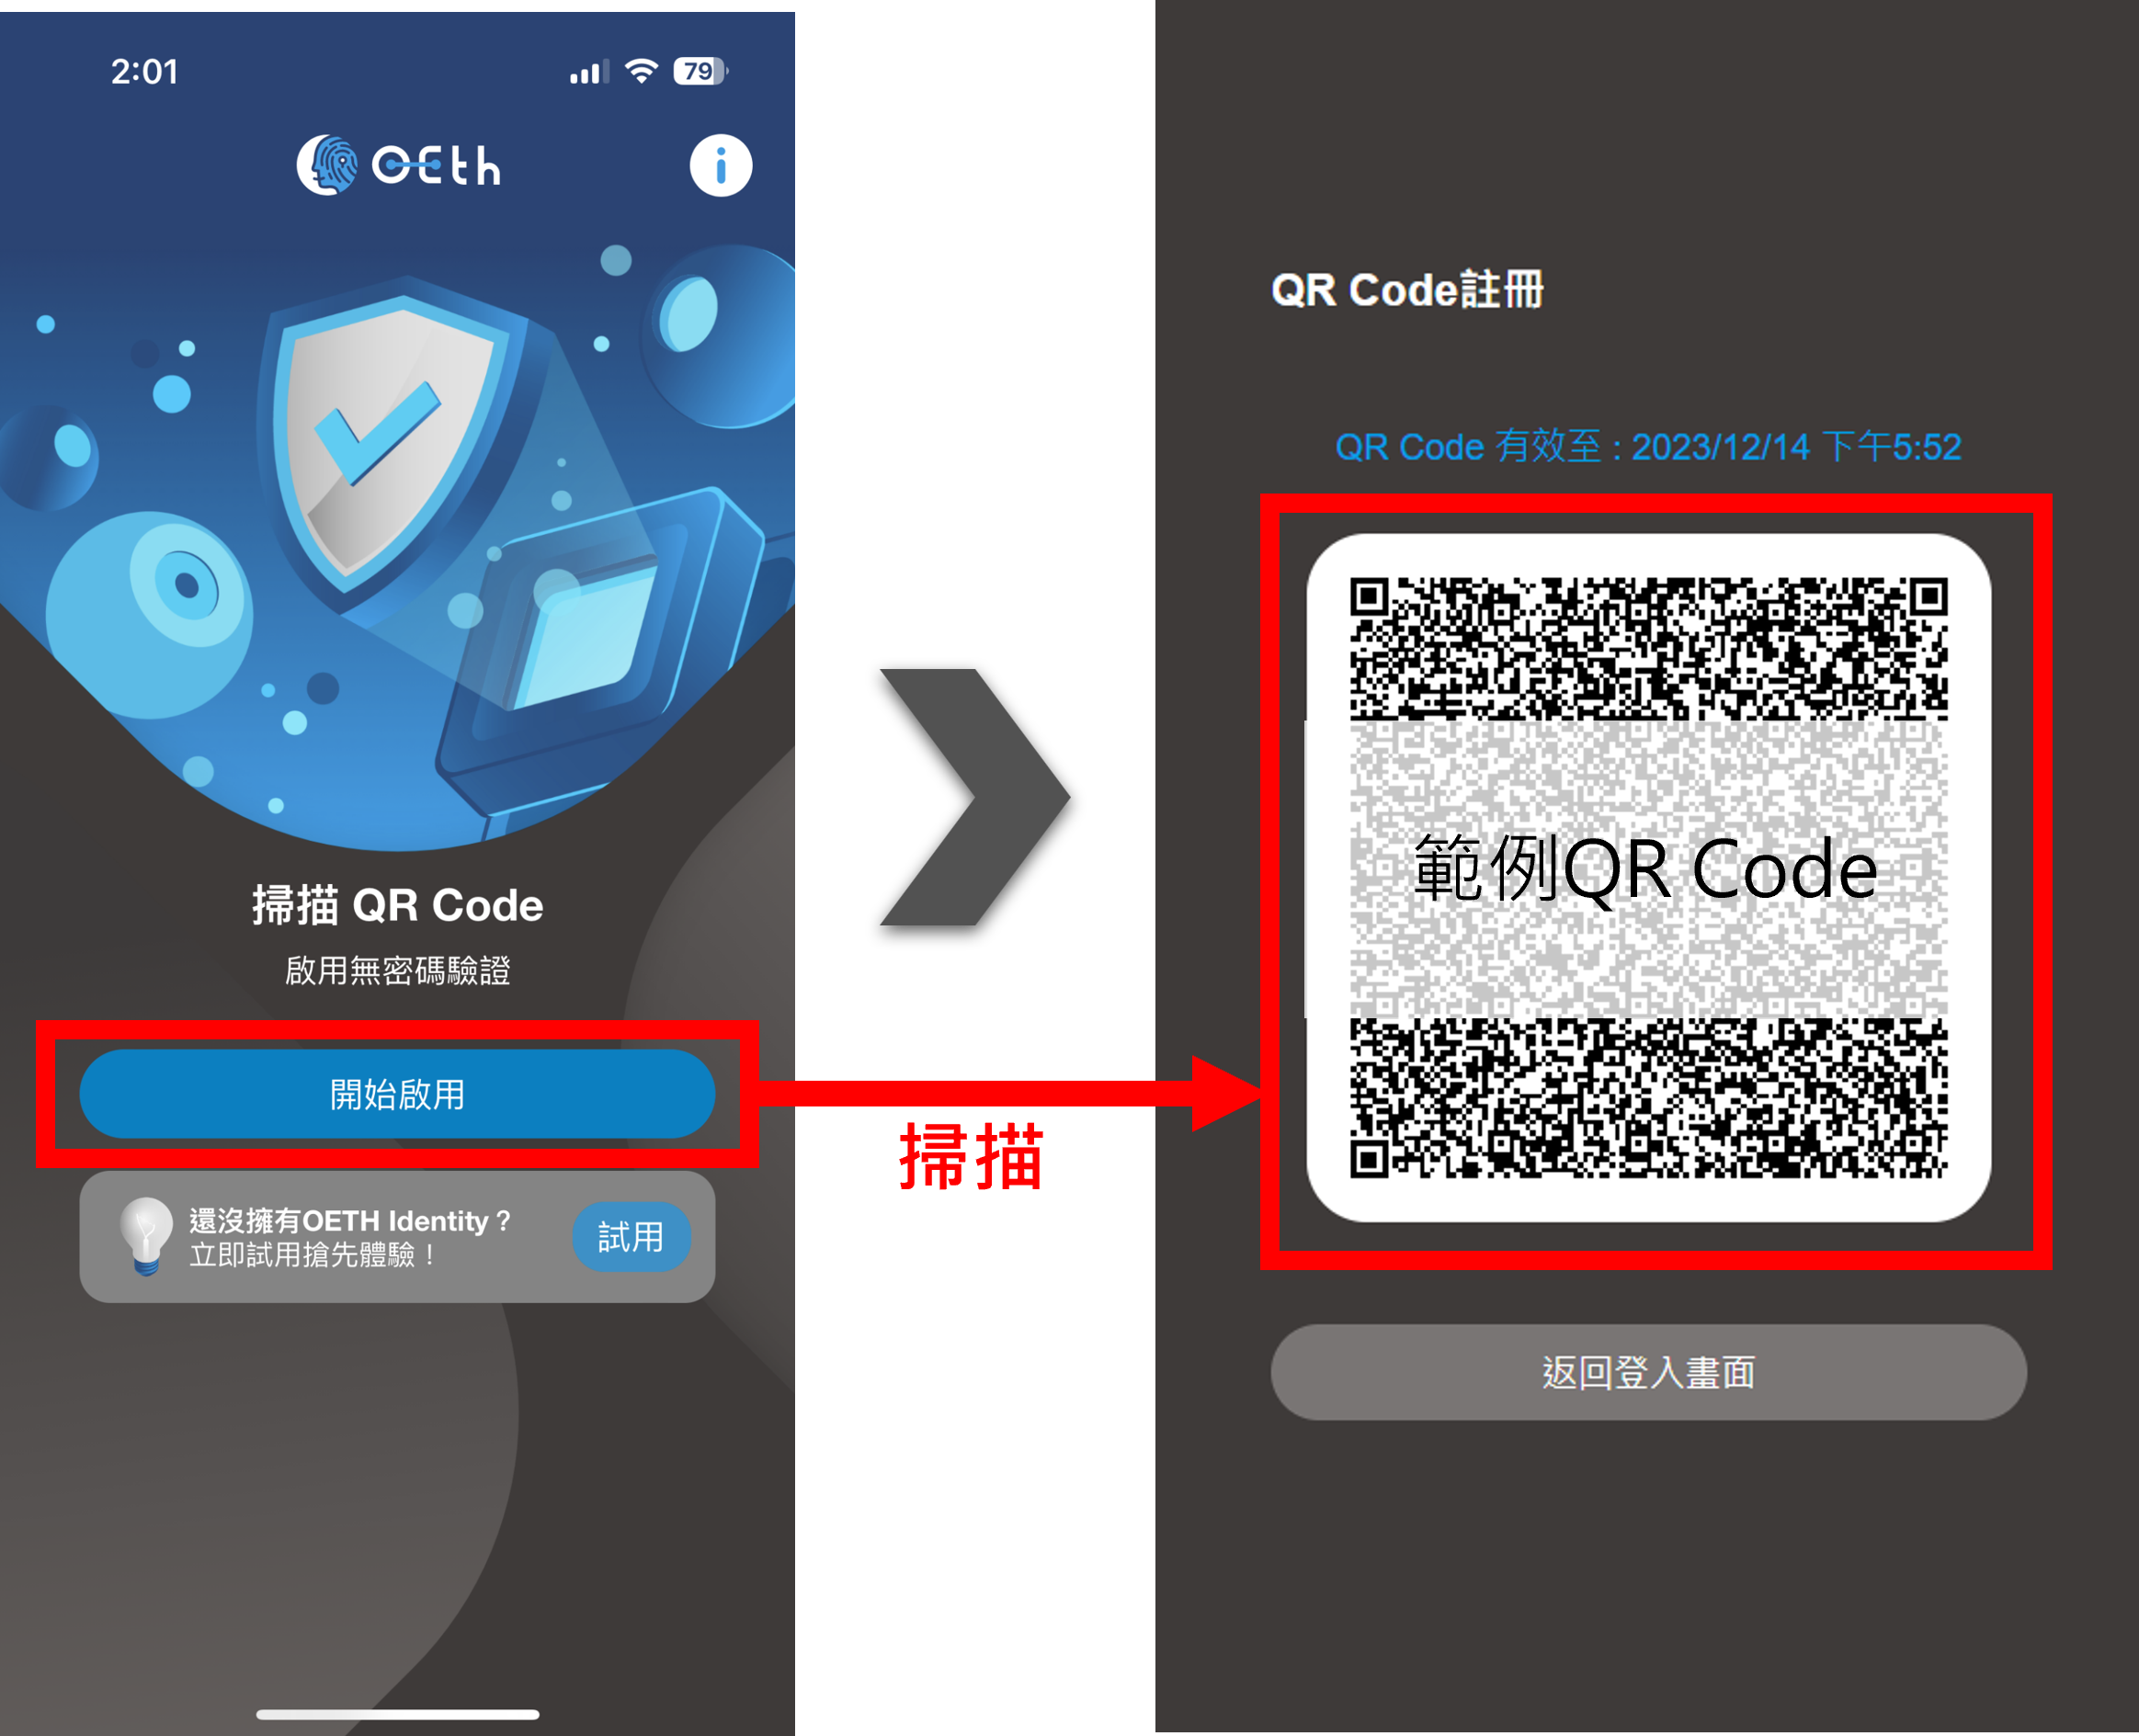 2:01
79
OEth
i
掃描 QR Code
啟用無密碼驗證
開始啟用
還沒擁有OETH Identity？
立即試用搶先體驗！
試用
掃描
QR Code註冊
QR Code 有效至 : 2023/12/14 下午5:52
範例QR Code
返回登入畫面